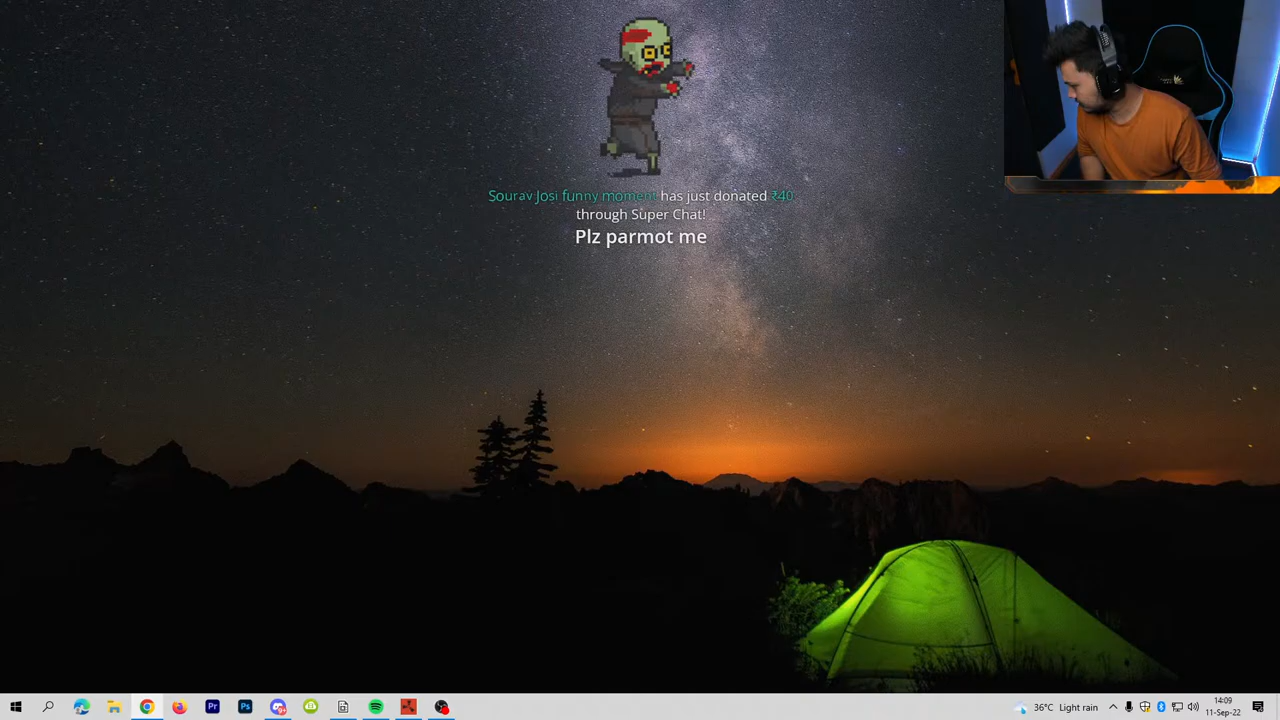 Sourav Josi funny moment has just donated ₹40
through Super Chat!
Plz parmot me
36°C Light rain
14:09
11-Sep-22